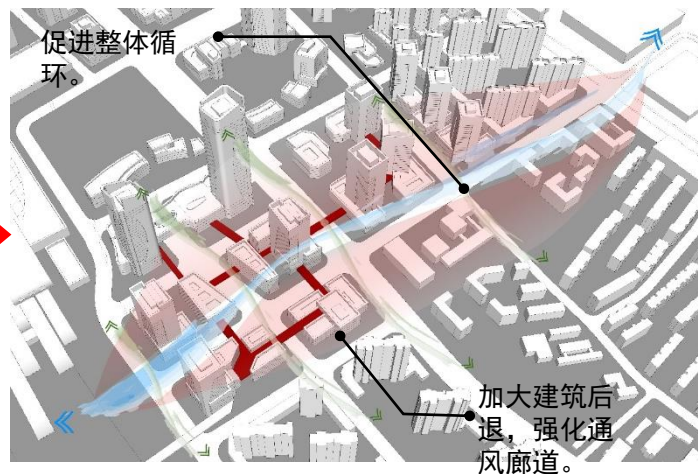 促进整体循
环。
加大建筑后
退，强化通
风廊道。